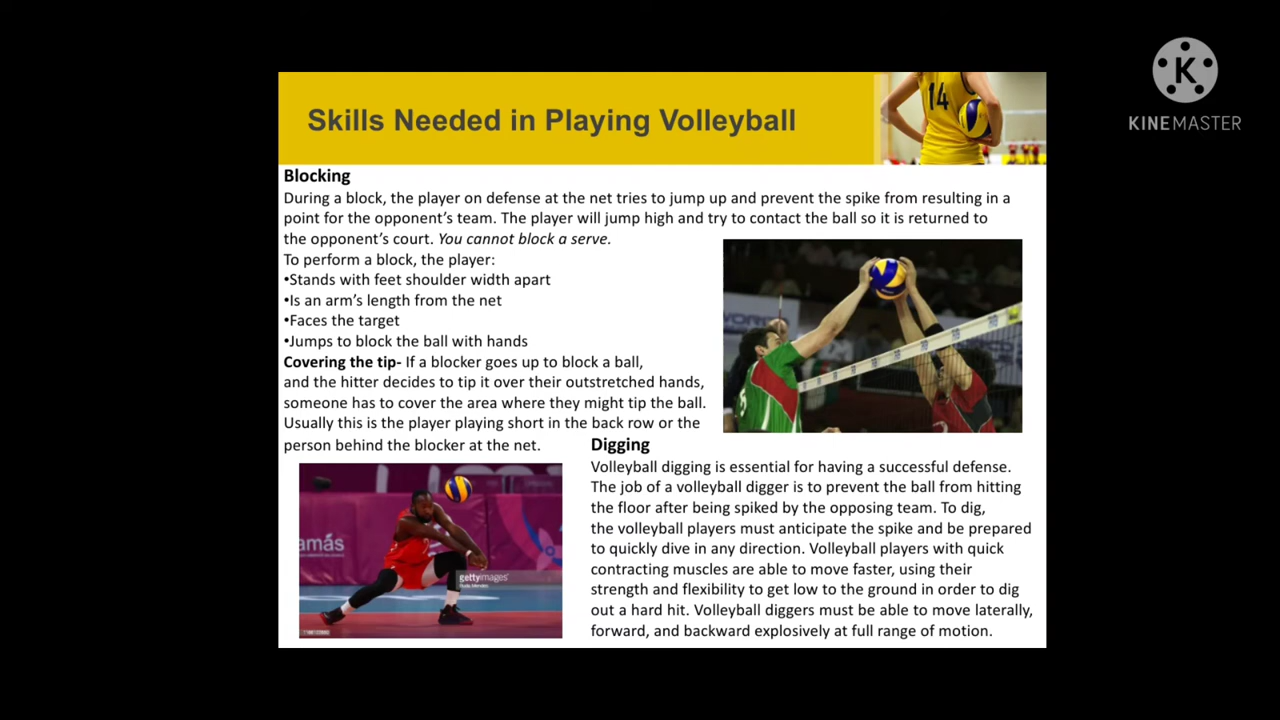 Skills Needed in Playing Volleyball
14
K
KINEMASTER
Blocking
During a block, the player on defense at the net tries to jump up and prevent the spike from resulting in a
point for the opponent's team. The player will jump high and try to contact the ball so it is returned to
the opponent's court. You cannot block a serve.
To perform a block, the player:
•Stands with feet shoulder width apart
•Is an arm's length from the net
•Faces the target
•Jumps to block the ball with hands
Covering the tip- If a blocker goes up to block a ball,
and the hitter decides to tip it over their outstretched hands,
someone has to cover the area where they might tip the ball.
Usually this is the player playing short in the back row or the
person behind the blocker at the net.
Digging
Volleyball digging is essential for having a successful defense.
The job of a volleyball digger is to prevent the ball from hitting
the floor after being spiked by the opposing team. To dig,
the volleyball players must anticipate the spike and be prepared
to quickly dive in any direction. Volleyball players with quick
contracting muscles are able to move faster, using their
strength and flexibility to get low to the ground in order to dig
out a hard hit. Volleyball diggers must be able to move laterally,
forward, and backward explosively at full range of motion.
amás
gettyimages